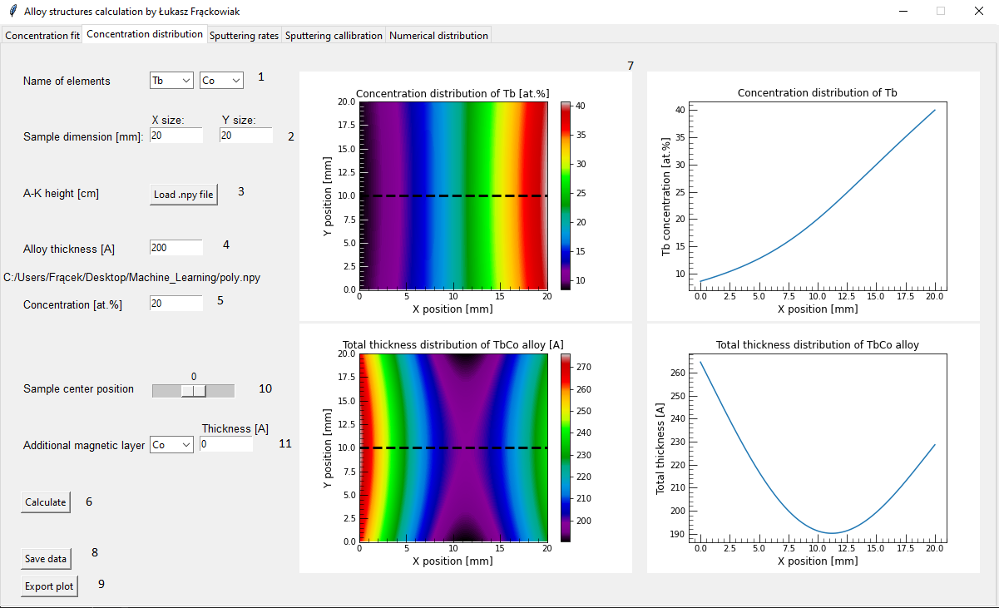 Alloy structures calculation by Łukasz Frąckowiak
Concentration fit Concentration distribution Sputtering rates Sputtering callibration Numerical distribution
Name of elements Tb Co 1
X size: Y size:
Sample dimension [mm]: 20 20 2
A-K height [cm] Load .npy file 3
Alloy thickness [A] 200 4
C:/Users/Frącek/Desktop/Machine_Learning/poly.npy
Concentration [at.%] 20 5
0
Sample center position 10
Thickness [A]
Additional magnetic layer Co 0 11
Calculate 6
Save data 8
Export plot 9
7
Concentration distribution of Tb [at.%]
Y position [mm]
20.0
17.5
15.0
12.5
10.0
7.5
5.0
2.5
0.0
0 5 10 15 20
X position [mm]
40
35
30
25
20
15
10
Concentration distribution of Tb
Tb concentration [at.%]
40
35
30
25
20
15
10
0.0 2.5 5.0 7.5 10.0 12.5 15.0 17.5 20.0
X position [mm]
Total thickness distribution of TbCo alloy [A]
Y position [mm]
20.0
17.5
15.0
12.5
10.0
7.5
5.0
2.5
0.0
0 5 10 15 20
X position [mm]
270
260
250
240
230
220
210
200
Total thickness distribution of TbCo alloy
Total thickness [A]
260
250
240
230
220
210
200
190
0.0 2.5 5.0 7.5 10.0 12.5 15.0 17.5 20.0
X position [mm]